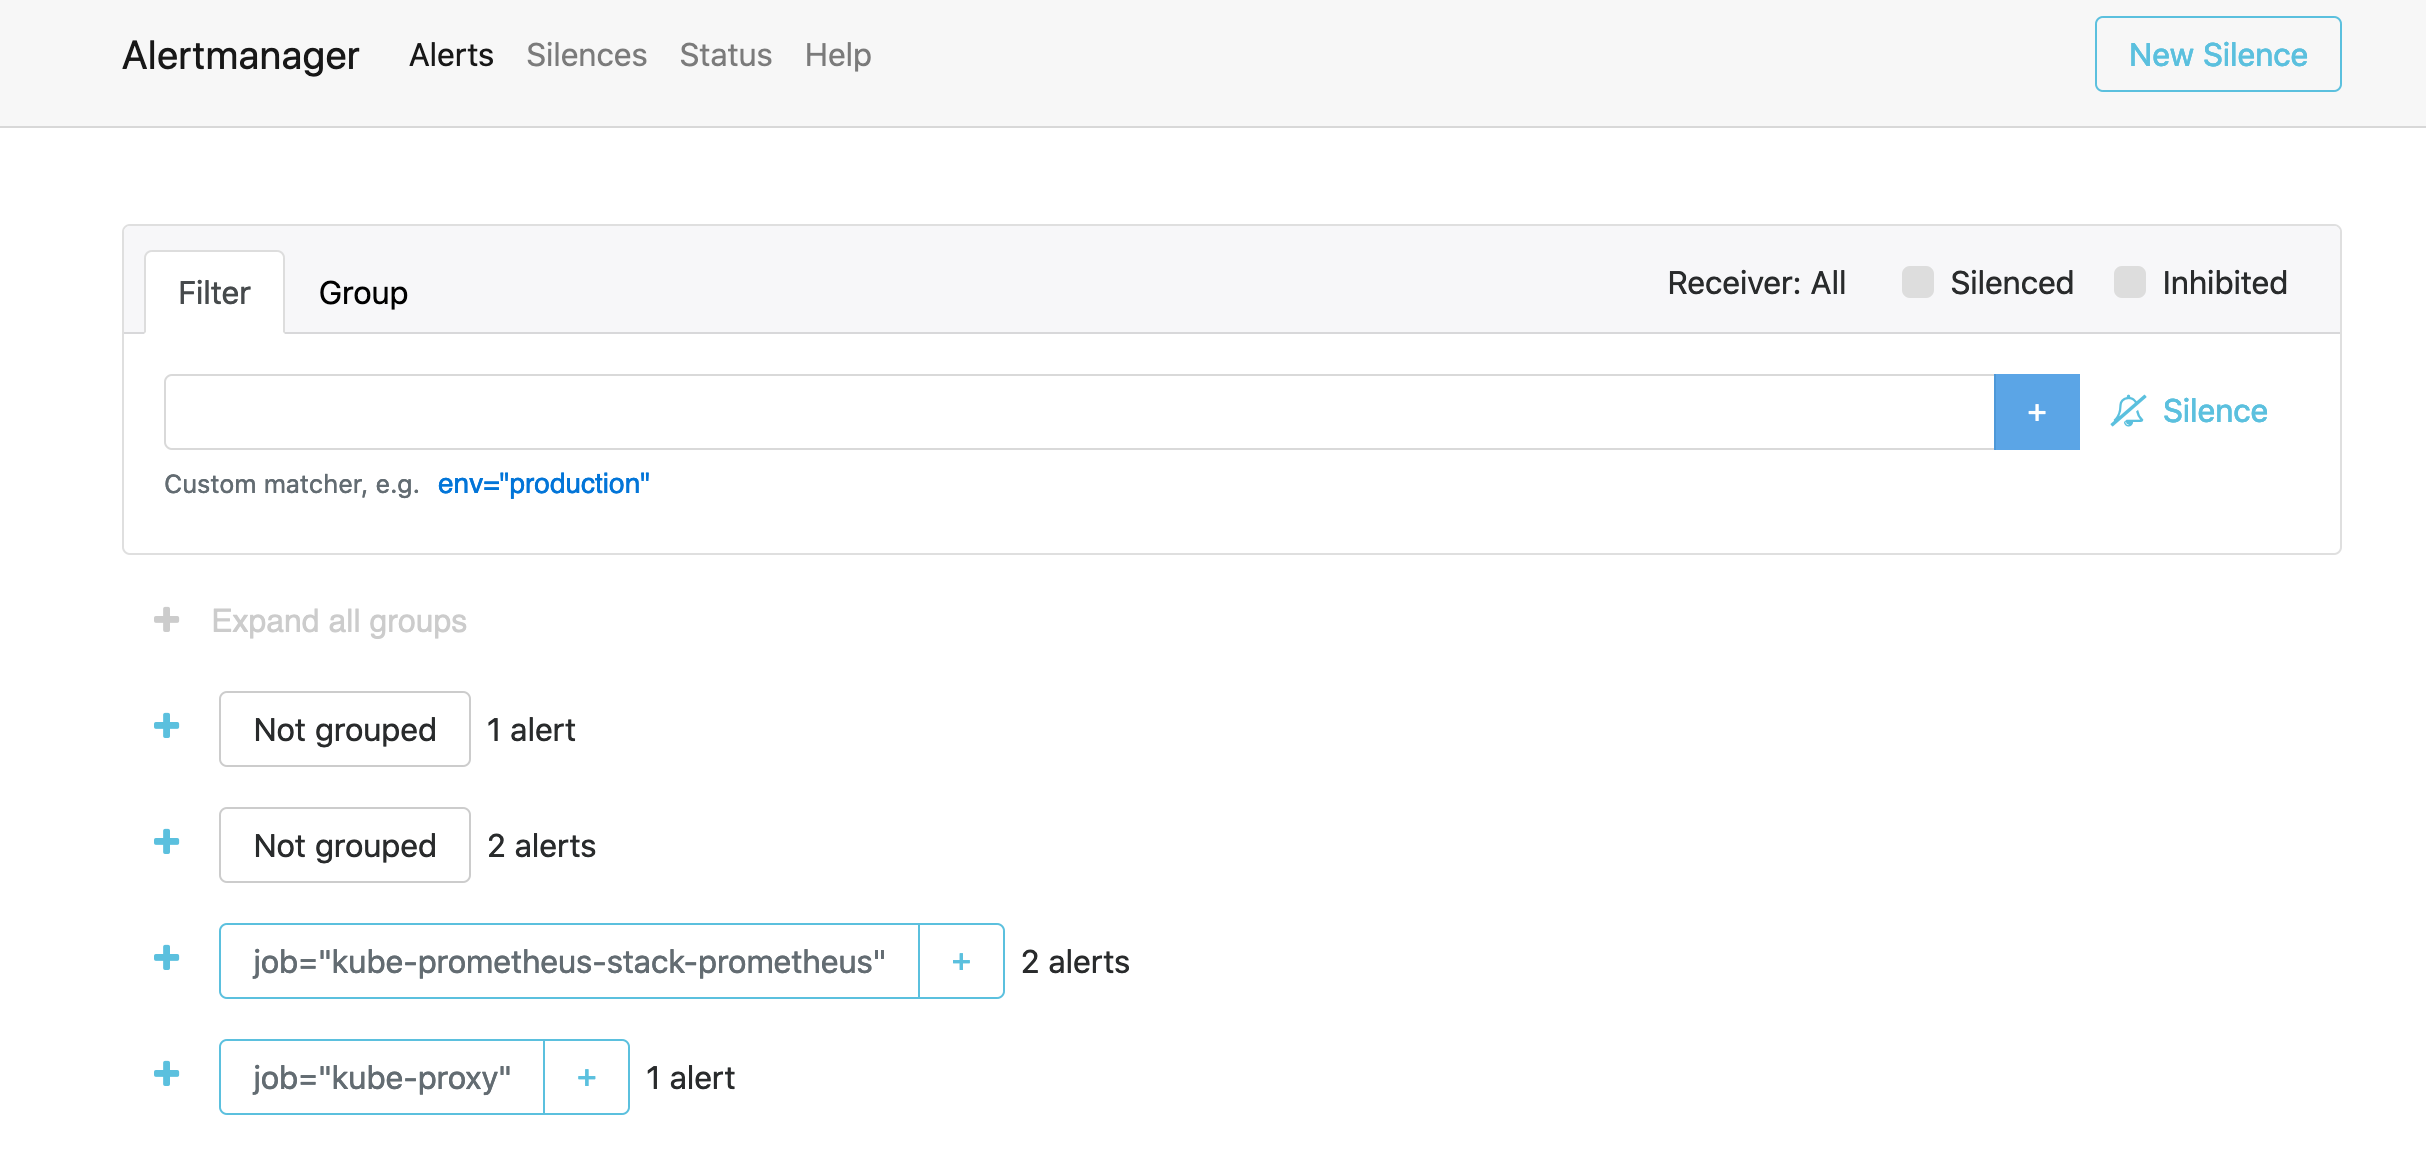 Alertmanager Alerts Silences Status Help New Silence
Filter Group Receiver: All Silenced Inhibited
+ Silence
Custom matcher, e.g. env="production"
+ Expand all groups
+ Not grouped 1 alert
+ Not grouped 2 alerts
+ job="kube-prometheus-stack-prometheus" + 2 alerts
+ job="kube-proxy" + 1 alert